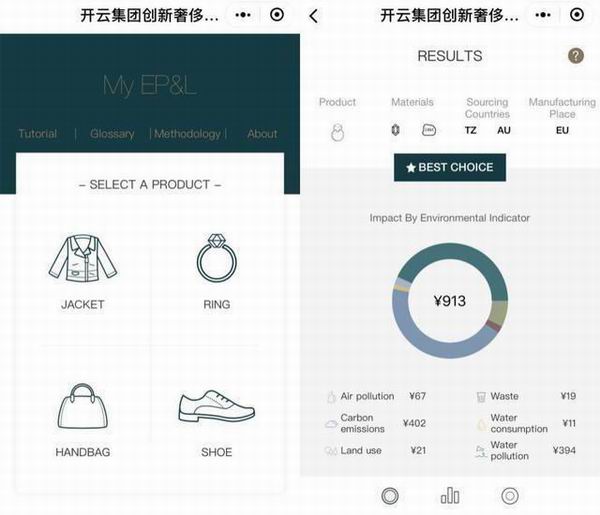 开云集团创新奢侈...
My EP&L
Tutorial | Glossary | Methodology | About
– SELECT A PRODUCT –
JACKET
RING
HANDBAG
SHOE
开云集团创新奢侈...
RESULTS
?
Product
Materials
Sourcing Countries
Manufacturing Place
TZ AU
EU
★ BEST CHOICE
Impact By Environmental Indicator
¥913
Air pollution ¥67
Waste ¥19
Carbon emissions ¥402
Water consumption ¥11
Land use ¥21
Water pollution ¥394